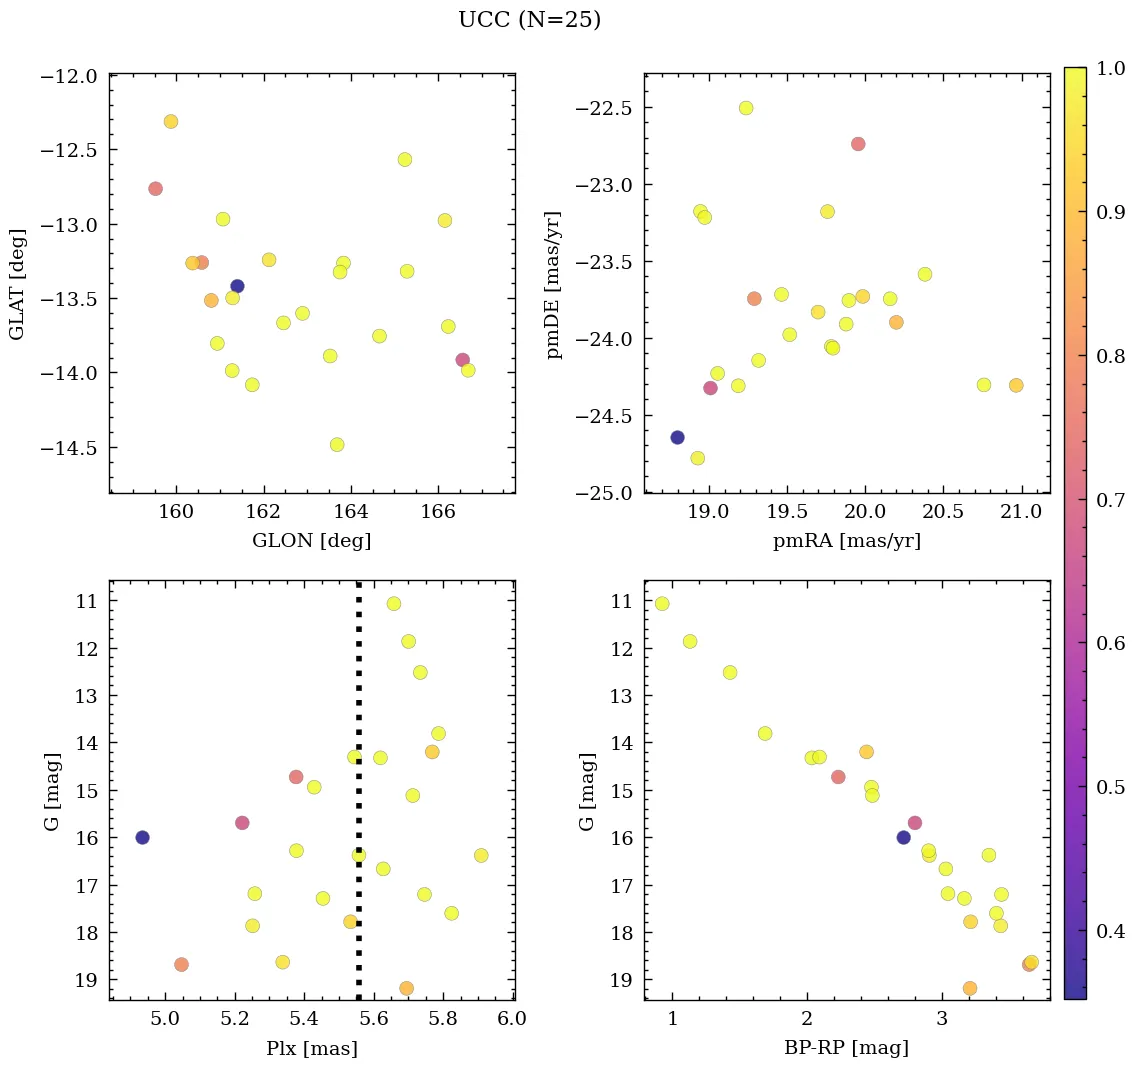 UCC (N=25)
−12.0
−12.5
−13.0
−13.5
−14.0
−14.5
GLAT [deg]
160 162 164 166
GLON [deg]
−22.5
−23.0
−23.5
−24.0
−24.5
−25.0
pmDE [mas/yr]
19.0 19.5 20.0 20.5 21.0
pmRA [mas/yr]
11
12
13
14
15
16
17
18
19
G [mag]
5.0 5.2 5.4 5.6 5.8 6.0
Plx [mas]
11
12
13
14
15
16
17
18
19
G [mag]
1 2 3
BP-RP [mag]
1.0
0.9
0.8
0.7
0.6
0.5
0.4